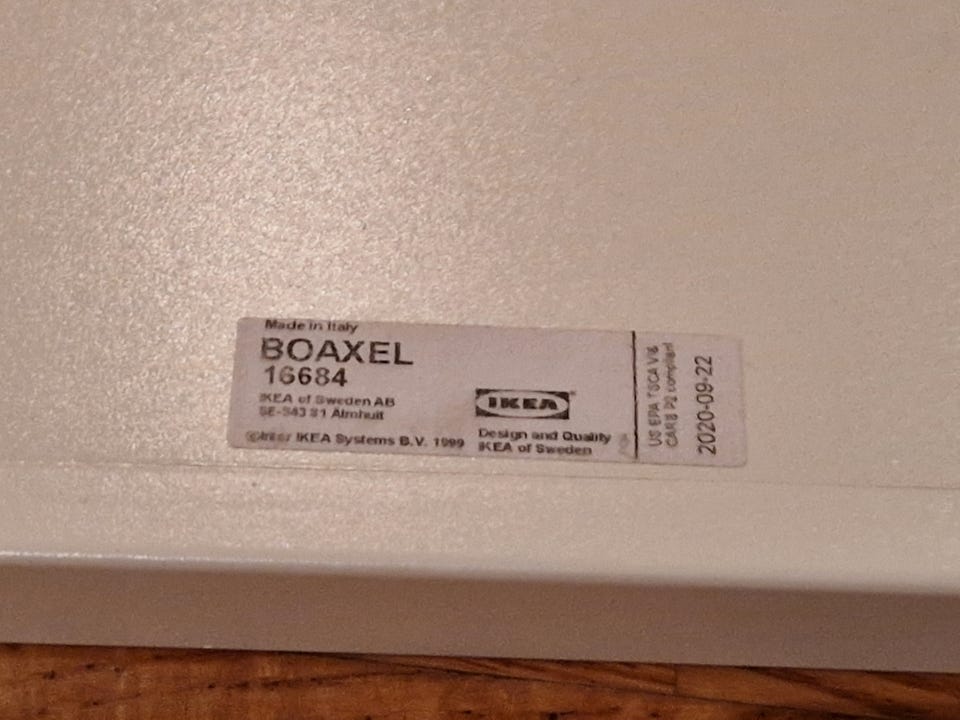 Made in Italy
BOAXEL
16684
IKEA of Sweden AB
SE-343 81 Älmhult
©Inter IKEA Systems B.V. 1999
IKEA
Design and Quality
IKEA of Sweden
US EPA TSCA VI&
CARB P2 compliant
2020-09-22